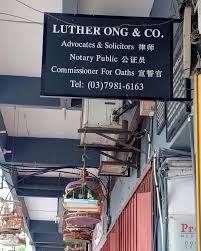 LUTHER ONG & CO.
Advocates & Solicitors 律师
Notary Public 公证员
Commissioner For Oaths 宣誓官
Tel: (03)7981-6163
Pr